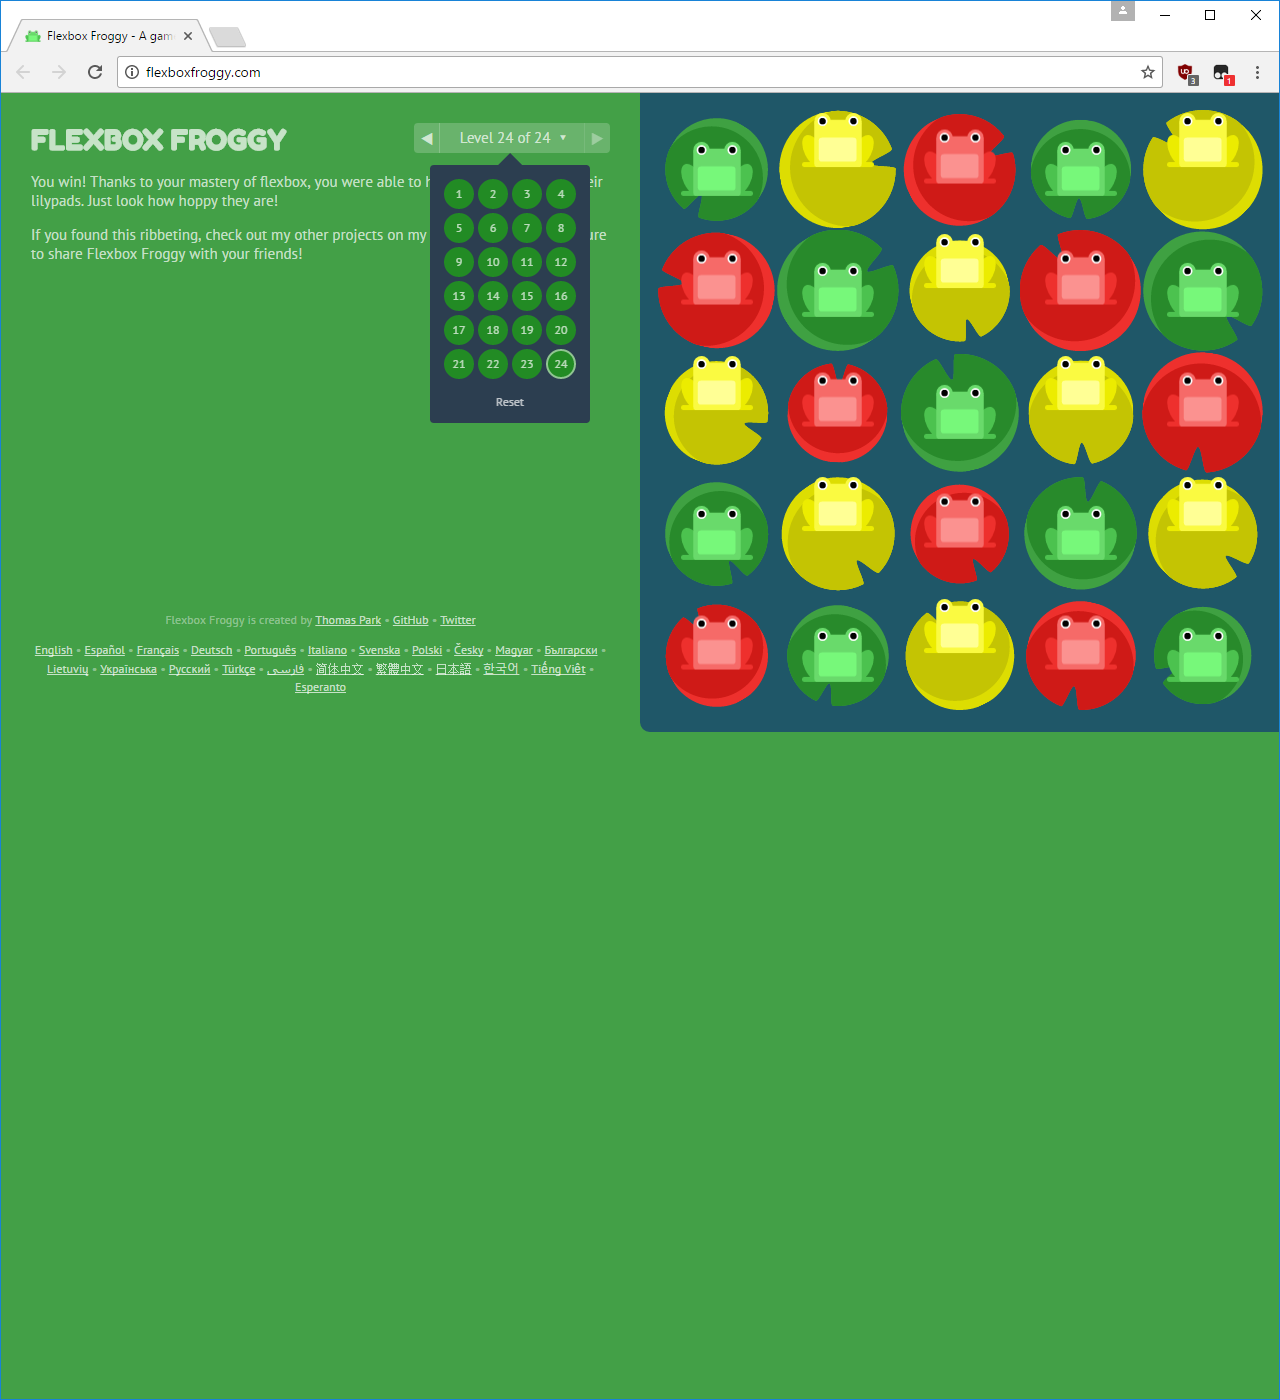 Flexbox Froggy - A gam
flexboxfroggy.com
3
1
FLEXBOX FROGGY
Level 24 of 24 ▼
You win! Thanks to your mastery of flexbox, you were able to h eir
lilypads. Just look how hoppy they are!
If you found this ribbeting, check out my other projects on my ure
to share Flexbox Froggy with your friends!
1 2 3 4
5 6 7 8
9 10 11 12
13 14 15 16
17 18 19 20
21 22 23 24
Reset
Flexbox Froggy is created by Thomas Park • GitHub • Twitter
English • Español • Français • Deutsch • Português • Italiano • Svenska • Polski • Česky • Magyar • Български •
Lietuvių • Українська • Русский • Türkçe • فارسی • 简体中文 • 繁體中文 • 日本語 • 한국어 • Tiếng Việt •
Esperanto